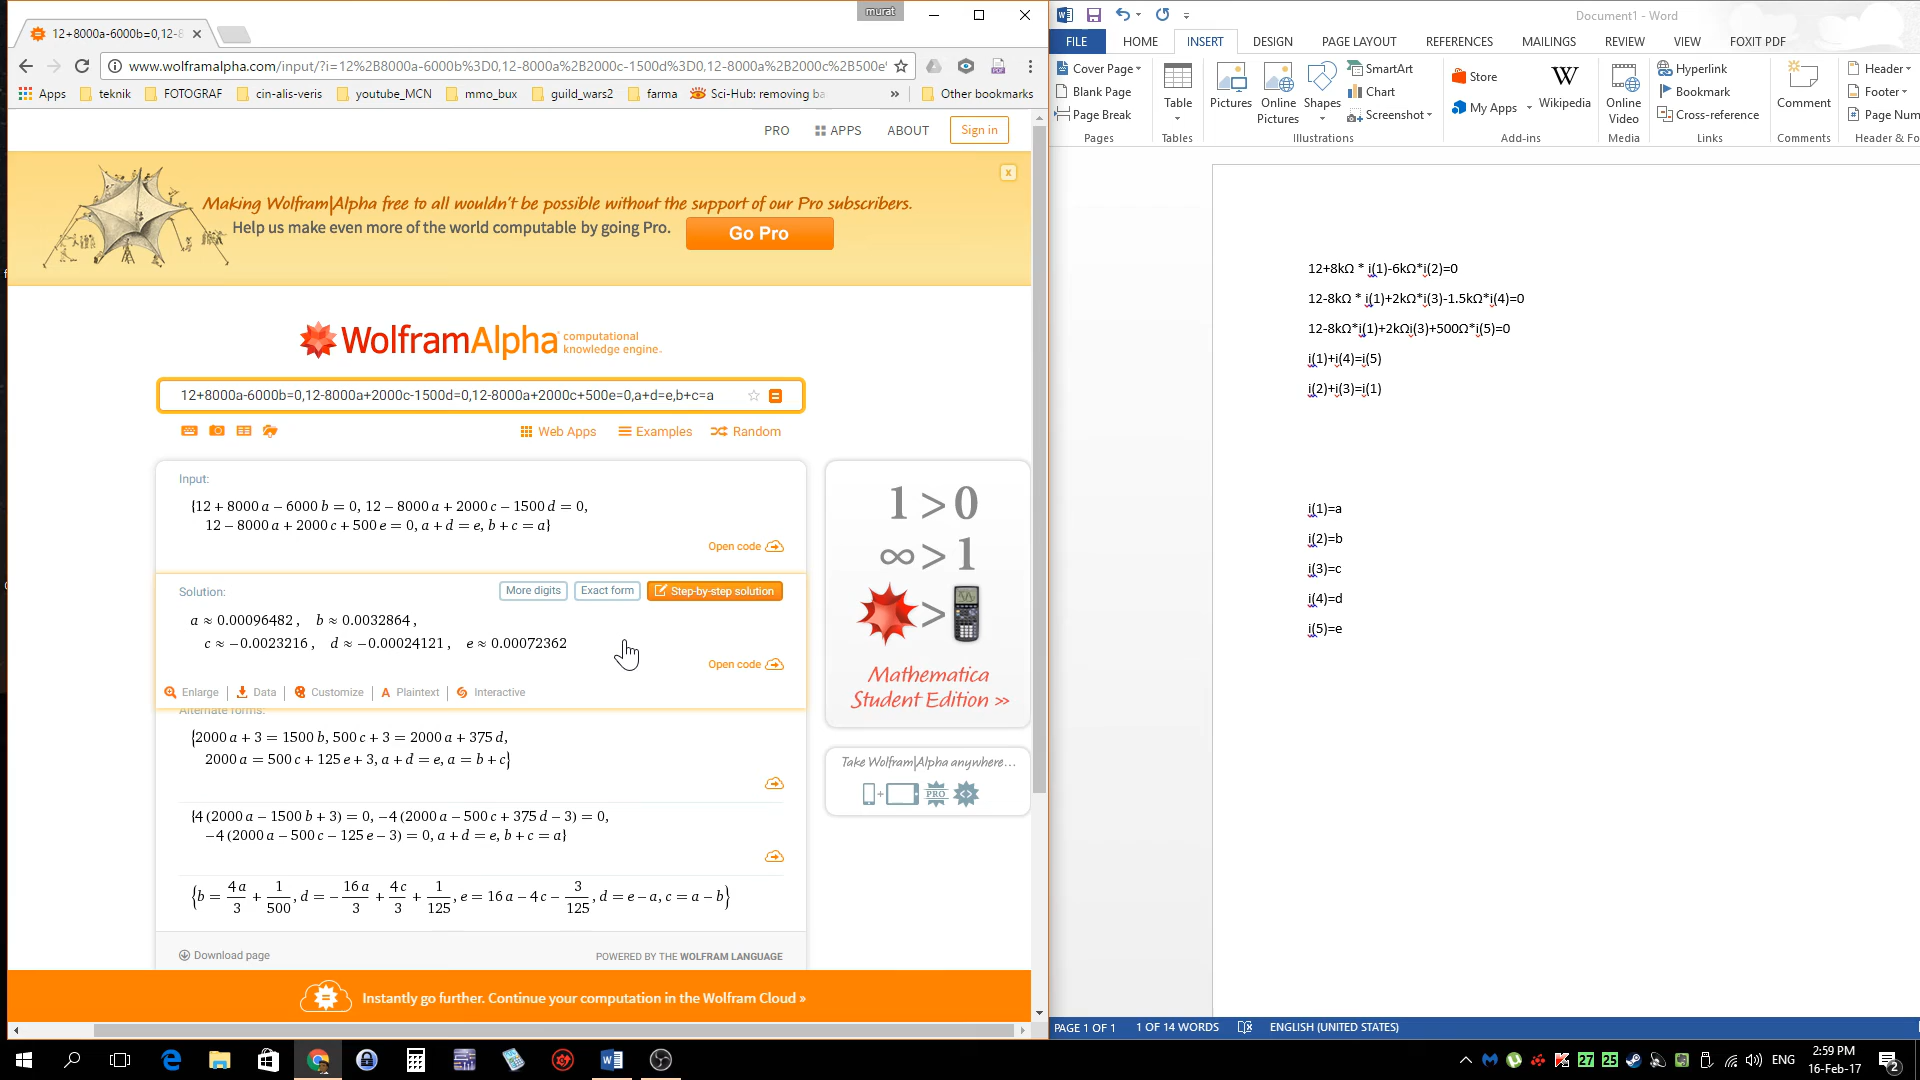 murat
12+8000a-6000b=0,12-8
www.wolframalpha.com/input/?i=12%2B8000a-6000b%3D0,12-8000a%2B2000c-1500d%3D0,12-8000a%2B2000c%2B500e
Apps teknik FOTOGRAF cin-alis-veris youtube_MCN mmo_bux guild_wars2 farma Sci-Hub: removing ba » Other bookmarks
PRO APPS ABOUT Sign in
x
Making Wolfram|Alpha free to all wouldn't be possible without the support of our Pro subscribers.
Help us make even more of the world computable by going Pro. Go Pro
WolframAlpha computational
knowledge engine.
12+8000a-6000b=0,12-8000a+2000c-1500d=0,12-8000a+2000c+500e=0,a+d=e,b+c=a
Web Apps Examples Random
Input:
{12 + 8000 a − 6000 b = 0, 12 − 8000 a + 2000 c − 1500 d = 0,
12 − 8000 a + 2000 c + 500 e = 0, a + d = e, b + c = a}
Open code
Solution: More digits Exact form Step-by-step solution
a ≈ 0.00096482 , b ≈ 0.0032864 ,
c ≈ −0.0023216 , d ≈ −0.00024121 , e ≈ 0.00072362
Open code
Enlarge Data Customize A Plaintext Interactive
Alternate forms:
{2000 a + 3 = 1500 b, 500 c + 3 = 2000 a + 375 d,
2000 a = 500 c + 125 e + 3, a + d = e, a = b + c}
{4 (2000 a − 1500 b + 3) = 0, −4 (2000 a − 500 c + 375 d − 3) = 0,
−4 (2000 a − 500 c − 125 e − 3) = 0, a + d = e, b + c = a}
{b = 4 a/3 + 1/500, d = − 16 a/3 + 4 c/3 + 1/125, e = 16 a − 4 c − 3/125, d = e − a, c = a − b}
Download page POWERED BY THE WOLFRAM LANGUAGE
1 > 0
∞ > 1
>
Mathematica
Student Edition >>
Take Wolfram|Alpha anywhere...
+ PRO
Instantly go further. Continue your computation in the Wolfram Cloud »
Document1 - Word
FILE HOME INSERT DESIGN PAGE LAYOUT REFERENCES MAILINGS REVIEW VIEW FOXIT PDF
Cover Page
Blank Page
Page Break
Pages
Table
Tables
Pictures
Online Pictures
Shapes
SmartArt
Chart
Screenshot
Illustrations
Store
My Apps
W
Wikipedia
Add-ins
Online Video
Media
Hyperlink
Bookmark
Cross-reference
Links
Comment
Comments
Header
Footer
Page Num
Header & Fo
12+8kΩ * i(1)-6kΩ*i(2)=0
12-8kΩ * i(1)+2kΩ*i(3)-1.5kΩ*i(4)=0
12-8kΩ*i(1)+2kΩi(3)+500Ω*i(5)=0
i(1)+i(4)=i(5)
i(2)+i(3)=i(1)
i(1)=a
i(2)=b
i(3)=c
i(4)=d
i(5)=e
PAGE 1 OF 1 1 OF 14 WORDS ENGLISH (UNITED STATES)
27 25 ENG 2:59 PM
16-Feb-17 2